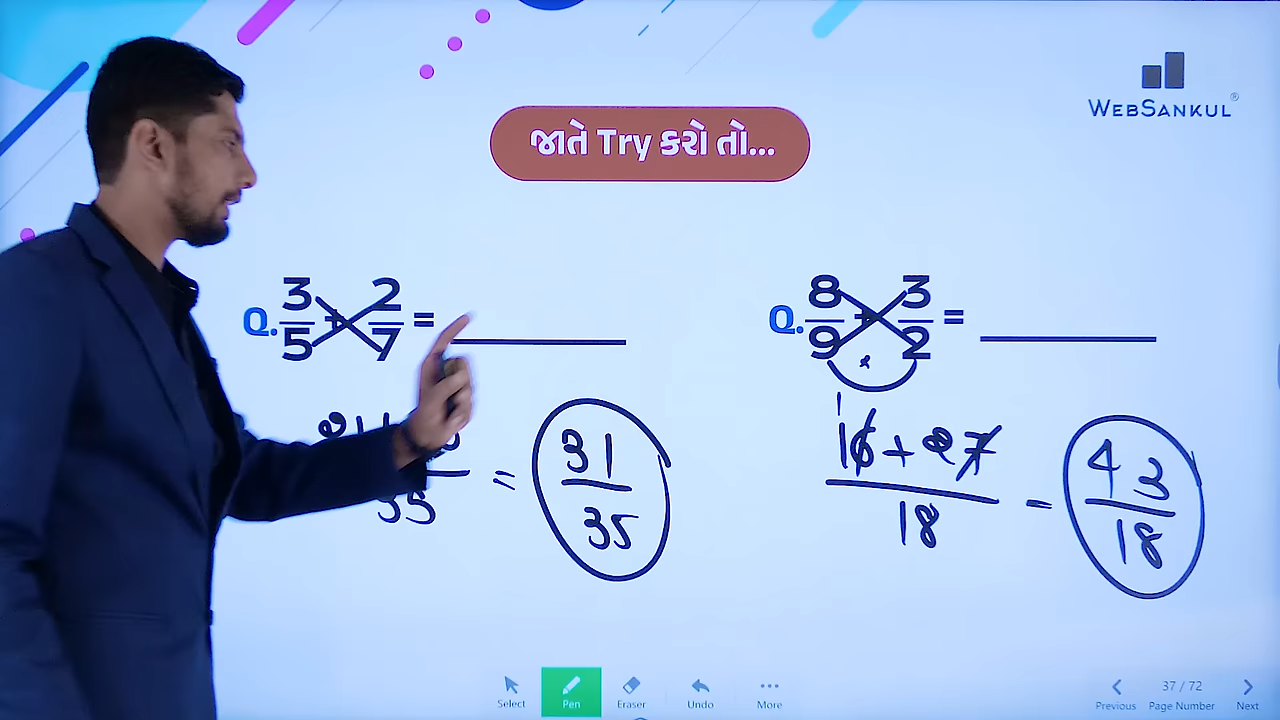 WEBSANKUL®
જાતે Try કરો તો...
Q. 3/5 + 2/7 =
Q. 8/9 + 3/2 =
35 = 31/35
16 + 27/18 = 43/18
Select Pen Eraser Undo More
37 / 72
Previous Page Number Next